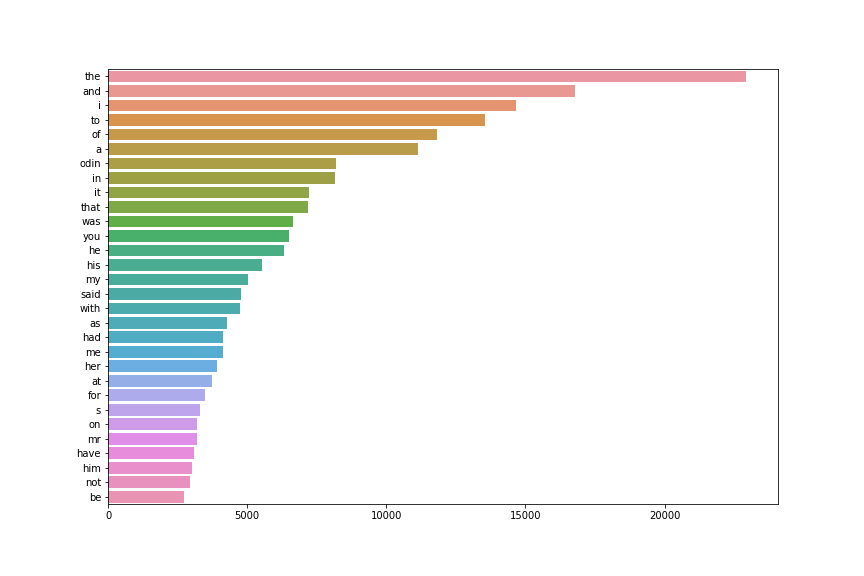 the
and
i
to
of
a
odin
in
it
that
was
you
he
his
my
said
with
as
had
me
her
at
for
s
on
mr
have
him
not
be
0 5000 10000 15000 20000